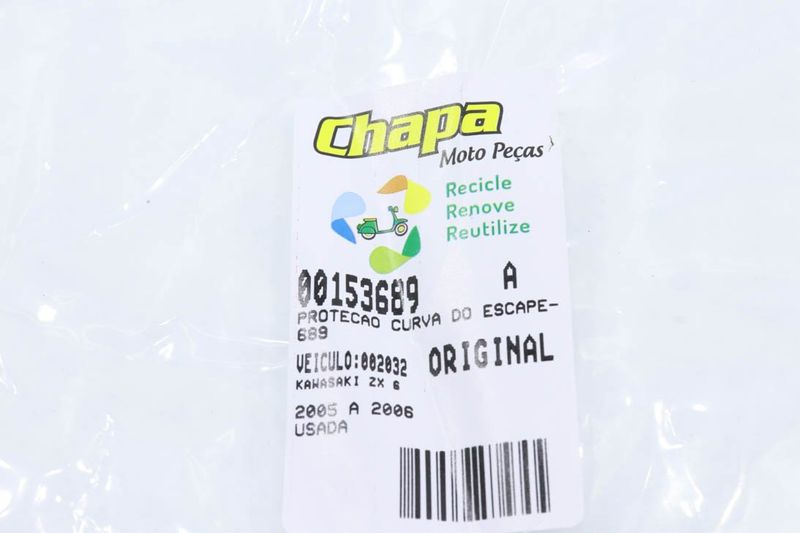 Chapa
Moto Peças
Recicle
Renove
Reutilize
00153689 A
PROTECAO CURVA DO ESCAPE-
689
VEICULO:002032 ORIGINAL
KAWASAKI ZX 6
2005 A 2006
USADA